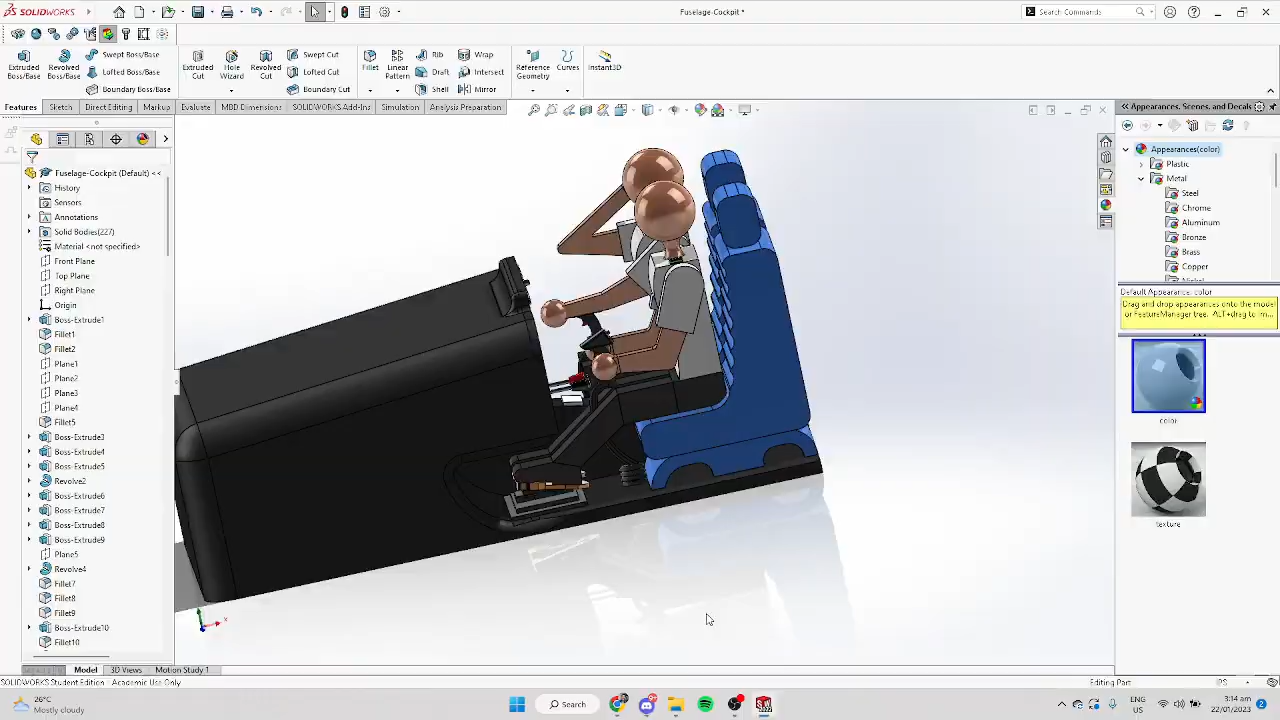 SOLIDWORKS
Fuselage-Cockpit *
Search Commands
Extruded Boss/Base
Revolved Boss/Base
Swept Boss/Base
Lofted Boss/Base
Boundary Boss/Base
Extruded Cut
Hole Wizard
Revolved Cut
Swept Cut
Lofted Cut
Boundary Cut
Fillet
Linear Pattern
Rib
Draft
Shell
Wrap
Intersect
Mirror
Reference Geometry
Curves
Instant3D
Features
Sketch
Direct Editing
Markup
Evaluate
MBD Dimensions
SOLIDWORKS Add-Ins
Simulation
Analysis Preparation
Fuselage-Cockpit (Default) <<
History
Sensors
Annotations
Solid Bodies(227)
Material <not specified>
Front Plane
Top Plane
Right Plane
Origin
Boss-Extrude1
Fillet1
Fillet2
Plane1
Plane2
Plane3
Plane4
Fillet5
Boss-Extrude3
Boss-Extrude4
Boss-Extrude5
Revolve2
Boss-Extrude6
Boss-Extrude7
Boss-Extrude8
Boss-Extrude9
Plane5
Revolve4
Fillet7
Fillet8
Fillet9
Boss-Extrude10
Fillet10
Appearances, Scenes, and Decals
Appearances(color)
Plastic
Metal
Steel
Chrome
Aluminum
Bronze
Brass
Copper
Default Appearance: color
Drag and drop appearances onto the model
or FeatureManager tree. ALT+drag to m...
color
texture
Model
3D Views
Motion Study 1
SOLIDWORKS Student Edition - Academic Use Only
Editing Part
IPS
26°C
Mostly cloudy
Search
ENG
US
3:14 am
22/01/2023
2